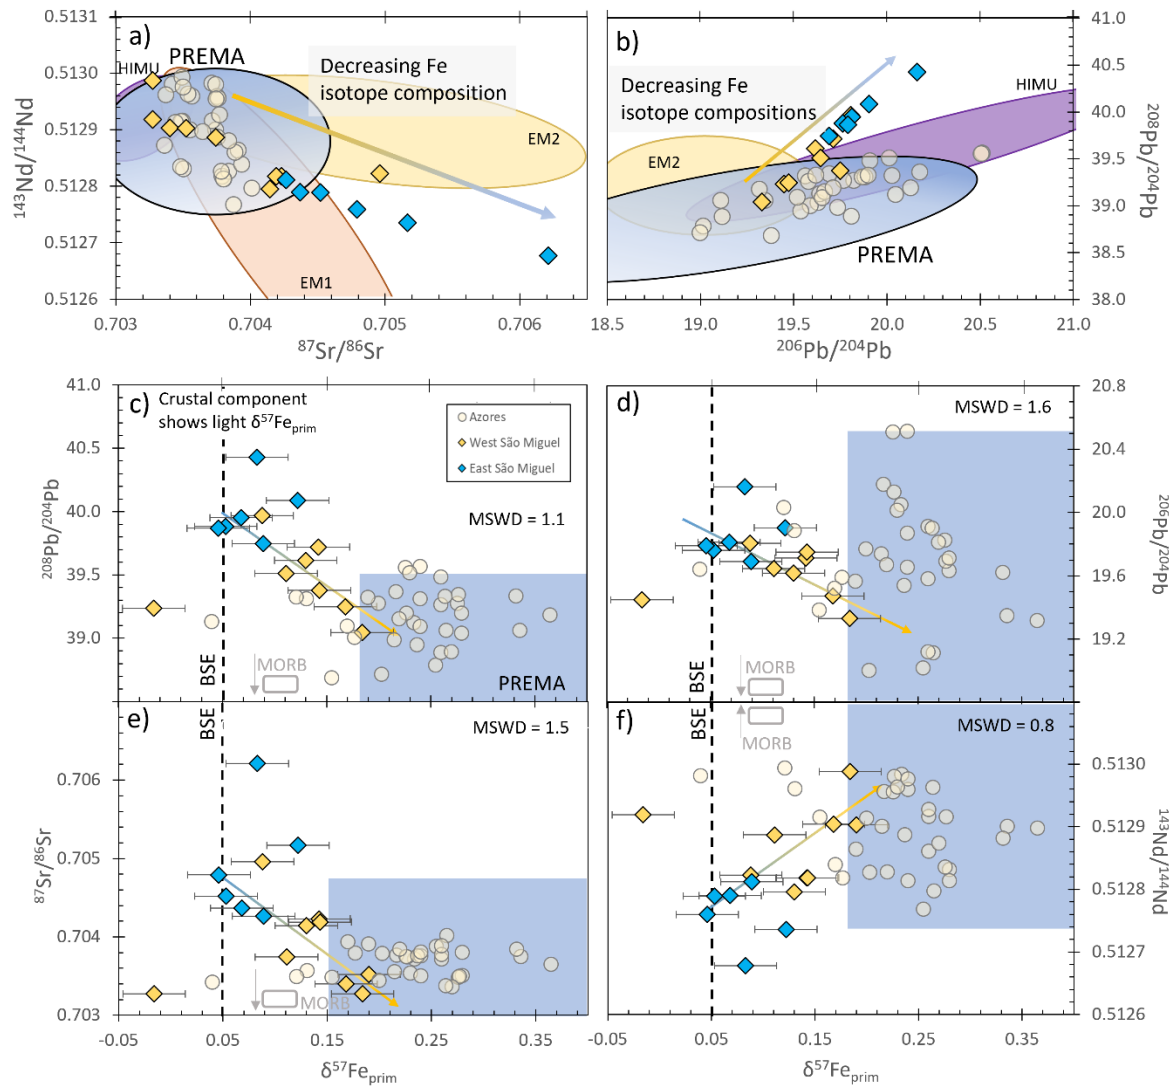 a)
PREMA
HIMU
Decreasing Fe
isotope composition
EM2
EM1
0.5131
0.5130
0.5129
0.5128
0.5127
0.5126
¹⁴³Nd/¹⁴⁴Nd
0.703
0.704
0.705
0.706
⁸⁷Sr/⁸⁶Sr
b)
Decreasing Fe
isotope compositions
HIMU
EM2
PREMA
41.0
40.5
40.0
39.5
39.0
38.5
38.0
²⁰⁸Pb/²⁰⁴Pb
18.5
19.0
19.5
20.0
20.5
21.0
²⁰⁶Pb/²⁰⁴Pb
c)
Crustal component
shows light δ⁵⁷Feprim
Azores
West São Miguel
East São Miguel
MSWD = 1.1
41.0
40.5
40.0
39.5
39.0
²⁰⁸Pb/²⁰⁴Pb
BSE
MORB
PREMA
d)
MSWD = 1.6
20.8
20.4
20.0
19.6
19.2
²⁰⁶Pb/²⁰⁴Pb
BSE
MORB
e)
BSE
MSWD = 1.5
0.706
0.705
0.704
0.703
⁸⁷Sr/⁸⁶Sr
MORB
-0.05
0.05
0.15
0.25
0.35
δ⁵⁷Feprim
f)
BSE
MORB
MSWD = 0.8
0.5130
0.5129
0.5128
0.5127
0.5126
¹⁴³Nd/¹⁴⁴Nd
-0.05
0.05
0.15
0.25
0.35
δ⁵⁷Feprim